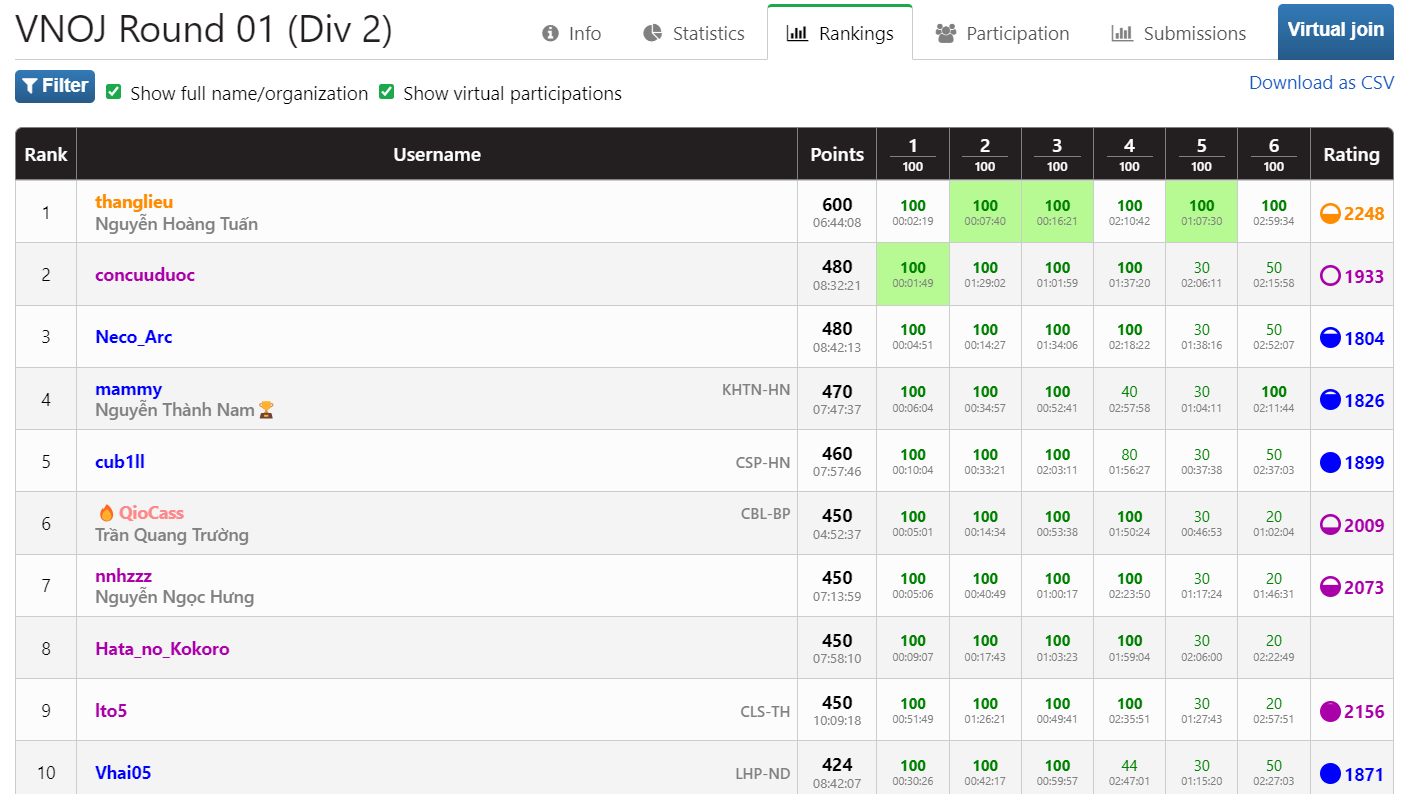 VNOJ Round 01 (Div 2)
Info Statistics Rankings Participation Submissions Virtual join
Filter Show full name/organization Show virtual participations Download as CSV
Rank Username Points 1 2 3 4 5 6 Rating
100 100 100 100 100 100
1 thanglieu 600 100 100 100 100 100 100 2248
Nguyễn Hoàng Tuấn 06:44:08 00:02:19 00:07:40 00:16:21 02:10:42 01:07:30 02:59:34
2 concuuduoc 480 100 100 100 100 30 50 1933
08:32:21 00:01:49 01:29:02 01:01:59 01:37:20 02:06:11 02:15:58
3 Neco_Arc 480 100 100 100 100 30 50 1804
08:42:13 00:04:51 00:14:27 01:34:06 02:18:22 01:38:16 02:52:07
4 mammy KHTN-HN 470 100 100 100 40 30 100 1826
Nguyễn Thành Nam 07:47:37 00:06:04 00:34:57 00:52:41 02:57:58 01:04:11 02:11:44
5 cub1ll CSP-HN 460 100 100 100 80 30 50 1899
07:57:46 00:10:04 00:33:21 02:03:11 01:56:27 00:37:38 02:37:03
6 QioCass CBL-BP 450 100 100 100 100 30 20 2009
Trần Quang Trường 04:52:37 00:05:01 00:14:34 00:53:38 01:50:24 00:46:53 01:02:04
7 nnhzzz 450 100 100 100 100 30 20 2073
Nguyễn Ngọc Hưng 07:13:59 00:05:06 00:40:49 01:00:17 02:23:50 01:17:24 01:46:31
8 Hata_no_Kokoro 450 100 100 100 100 30 20
07:58:10 00:09:07 00:17:43 01:03:23 01:59:04 02:06:00 02:22:49
9 lto5 CLS-TH 450 100 100 100 100 30 20 2156
10:09:18 00:51:49 01:26:21 00:49:41 02:35:51 01:27:43 02:57:51
10 Vhai05 LHP-ND 424 100 100 100 44 30 50 1871
08:42:07 00:30:26 00:42:17 00:59:57 02:47:01 01:15:20 02:27:03